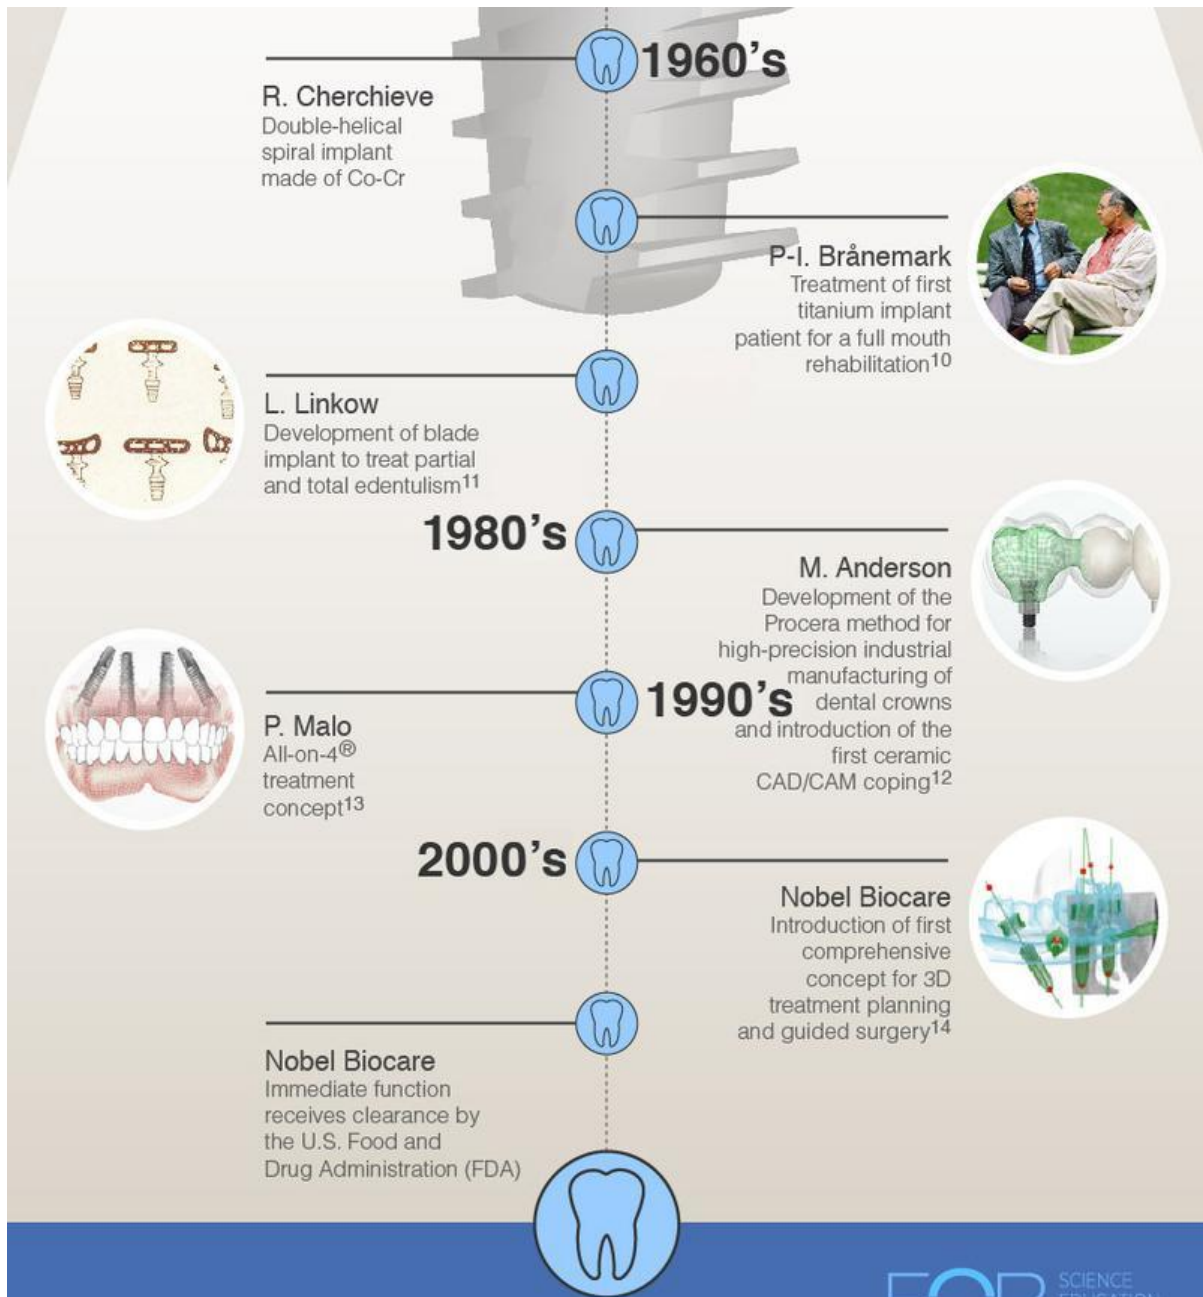 1960's
R. Cherchieve
Double-helical
spiral implant
made of Co-Cr
P-I. Brånemark
Treatment of first
titanium implant
patient for a full mouth
rehabilitation10
L. Linkow
Development of blade
implant to treat partial
and total edentulism11
1980's
M. Anderson
Development of the
Procera method for
high-precision industrial
manufacturing of
dental crowns
and introduction of the
first ceramic
CAD/CAM coping12
1990's
P. Malo
All-on-4®
treatment
concept13
2000's
Nobel Biocare
Introduction of first
comprehensive
concept for 3D
treatment planning
and guided surgery14
Nobel Biocare
Immediate function
receives clearance by
the U.S. Food and
Drug Administration (FDA)
FOR
SCIENCE